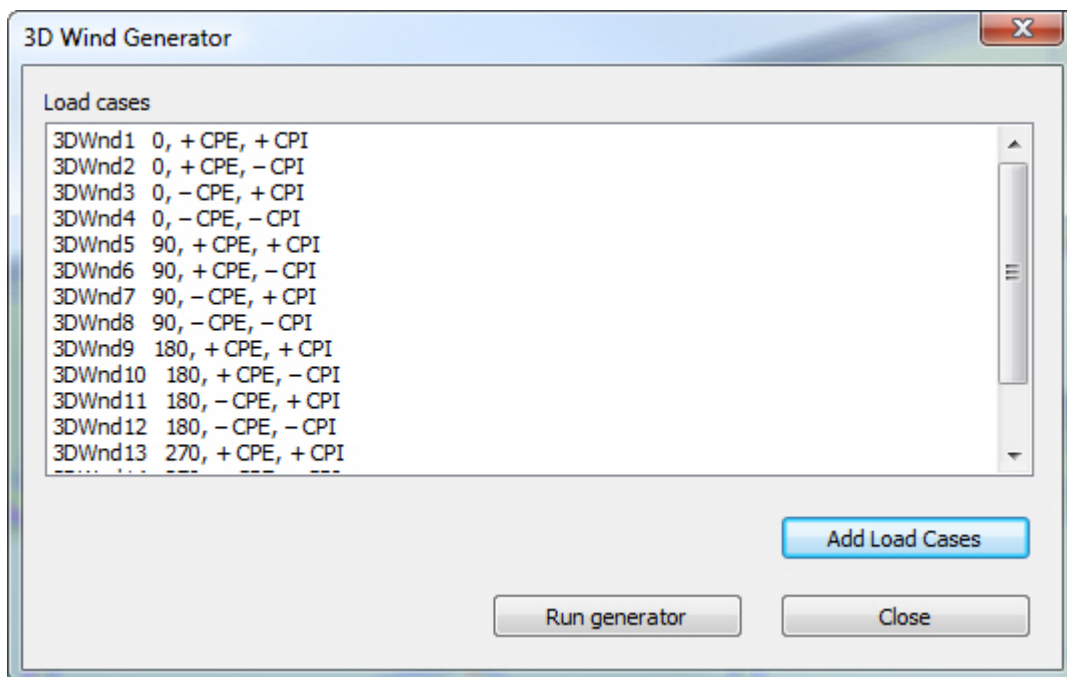 3D Wind Generator
Load cases
3DWnd1 0, + CPE, + CPI
3DWnd2 0, + CPE, − CPI
3DWnd3 0, − CPE, + CPI
3DWnd4 0, − CPE, − CPI
3DWnd5 90, + CPE, + CPI
3DWnd6 90, + CPE, − CPI
3DWnd7 90, − CPE, + CPI
3DWnd8 90, − CPE, − CPI
3DWnd9 180, + CPE, + CPI
3DWnd10 180, + CPE, − CPI
3DWnd11 180, − CPE, + CPI
3DWnd12 180, − CPE, − CPI
3DWnd13 270, + CPE, + CPI
Add Load Cases
Run generator
Close